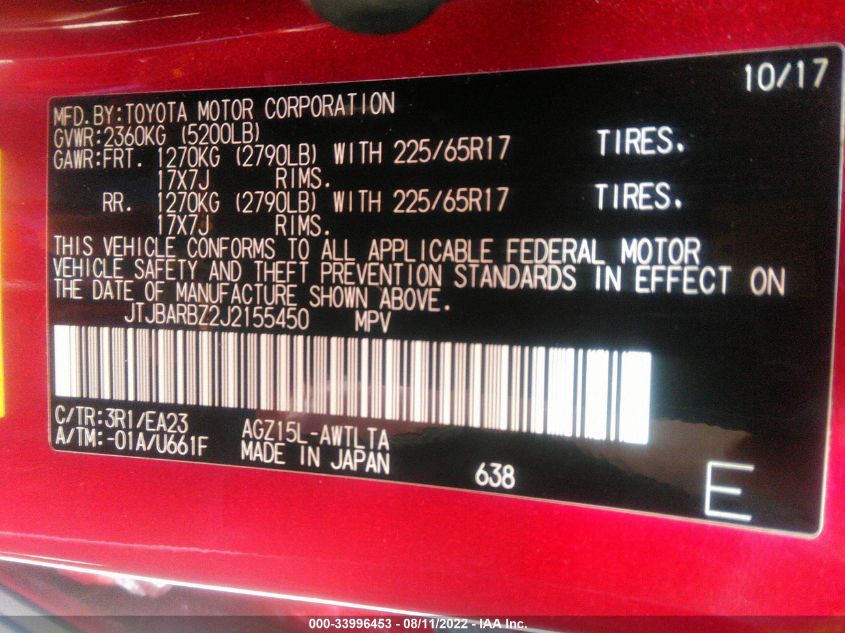 10/17
MFD.BY:TOYOTA MOTOR CORPORATION
GVWR:2360KG (5200LB)
GAWR:FRT. 1270KG (2790LB) WITH 225/65R17 TIRES.
17X7J RIMS.
RR. 1270KG (2790LB) WITH 225/65R17 TIRES.
17X7J RIMS.
THIS VEHICLE CONFORMS TO ALL APPLICABLE FEDERAL MOTOR
VEHICLE SAFETY AND THEFT PREVENTION STANDARDS IN EFFECT ON
THE DATE OF MANUFACTURE SHOWN ABOVE.
JTJBARBZ2J2155450 MPV
C/TR:3R1/EA23 AGZ15L-AWTLTA
A/TM:-01A/U661F MADE IN JAPAN 638 E
000-33996453 - 08/11/2022 - IAA Inc.